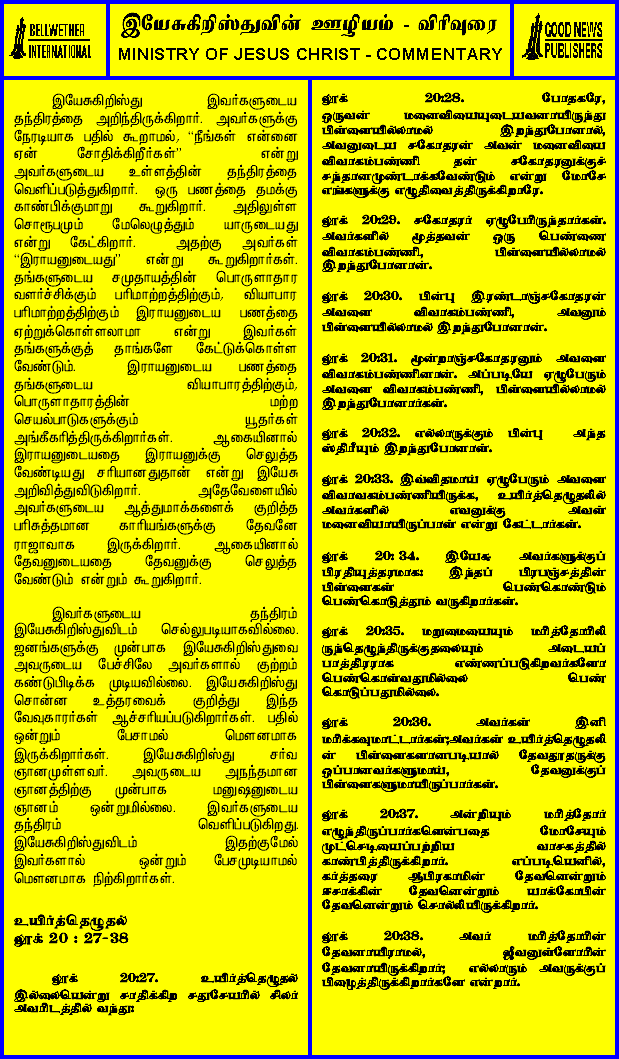 BELLWETHER
INTERNATIONAL
இயேசுகிறிஸ்துவின் ஊழியம் - விரிவுரை
MINISTRY OF JESUS CHRIST - COMMENTARY
GOOD NEWS
PUBLISHERS
இயேசுகிறிஸ்து இவர்களுடைய
தந்திரத்தை அறிந்திருக்கிறார். அவர்களுக்கு
நேரடியாக பதில் கூறாமல், “நீங்கள் என்னை
ஏன் சோதிக்கிறீர்கள்” என்று
அவர்களுடைய உள்ளத்தின் தந்திரத்தை
வெளிப்படுத்துகிறார். ஒரு பணத்தை தமக்கு
காண்பிக்குமாறு கூறுகிறார். அதிலுள்ள
சொரூபமும் மேலெழுத்தும் யாருடையது
என்று கேட்கிறார். அதற்கு அவர்கள்
“இராயனுடையது” என்று கூறுகிறார்கள்.
தங்களுடைய சமுதாயத்தின் பொருளாதார
வளர்ச்சிக்கும் பரிமாற்றத்திற்கும், வியாபார
பரிமாற்றத்திற்கும் இராயனுடைய பணத்தை
ஏற்றுக்கொள்ளலாமா என்று இவர்கள்
தங்களுக்குத் தாங்களே கேட்டுக்கொள்ள
வேண்டும். இராயனுடைய பணத்தை
தங்களுடைய வியாபாரத்திற்கும்,
பொருளாதாரத்தின் மற்ற
செயல்பாடுகளுக்கும் யூதர்கள்
அங்கீகரித்திருக்கிறார்கள். ஆகையினால்
இராயனுடையதை இராயனுக்கு செலுத்த
வேண்டியது சரியானதுதான் என்று இயேசு
அறிவித்துவிடுகிறார். அதேவேளையில்
அவர்களுடைய ஆத்துமாக்களைக் குறித்த
பரிசுத்தமான காரியங்களுக்கு தேவனே
ராஜாவாக இருக்கிறார். ஆகையினால்
தேவனுடையதை தேவனுக்கு செலுத்த
வேண்டும் என்றும் கூறுகிறார்.
இவர்களுடைய தந்திரம்
இயேசுகிறிஸ்துவிடம் செல்லுபடியாகவில்லை.
ஜனங்களுக்கு முன்பாக இயேசுகிறிஸ்துவை
அவருடைய பேச்சிலே அவர்களால் குற்றம்
கண்டுபிடிக்க முடியவில்லை. இயேசுகிறிஸ்து
சொன்ன உத்தரவைக் குறித்து இந்த
வேவுகாரர்கள் ஆச்சரியப்படுகிறார்கள். பதில்
ஒன்றும் பேசாமல் மௌனமாக
இருக்கிறார்கள். இயேசுகிறிஸ்து சர்வ
ஞானமுள்ளவர். அவருடைய அநந்தமான
ஞானத்திற்கு முன்பாக மனுஷனுடைய
ஞானம் ஒன்றுமில்லை. இவர்களுடைய
தந்திரம் வெளிப்படுகிறது.
இயேசுகிறிஸ்துவிடம் இதற்குமேல்
இவர்களால் ஒன்றும் பேசமுடியாமல்
மௌனமாக நிற்கிறார்கள்.
உயிர்த்தெழுதல்
லூக் 20 : 27-38
லூக் 20:27. உயிர்த்தெழுதல்
இல்லையென்று சாதிக்கிற சதுசேயரில் சிலர்
அவரிடத்தில் வந்து:
லூக் 20:28. போதகரே,
ஒருவன் மனைவியையுடையவனாயிருந்து
பிள்ளையில்லாமல் இறந்துபோனால்,
அவனுடைய சகோதரன் அவன் மனைவியை
விவாகம்பண்ணி தன் சகோதரனுக்குச்
சந்தானமுண்டாக்கவேண்டும் என்று மோசே
எங்களுக்கு எழுதிவைத்திருக்கிறாரே.
லூக் 20:29. சகோதரர் ஏழுபேரிருந்தார்கள்.
அவர்களில் மூத்தவன் ஒரு பெண்ணை
விவாகம்பண்ணி, பிள்ளையில்லாமல்
இறந்துபோனான்.
லூக் 20:30. பின்பு இரண்டாஞ்சகோதரன்
அவளை விவாகம்பண்ணி, அவனும்
பிள்ளையில்லாமல் இறந்துபோனான்.
லூக் 20:31. மூன்றாஞ்சகோதரனும் அவளை
விவாகம்பண்ணினான். அப்படியே ஏழுபேரும்
அவளை விவாகம்பண்ணி, பிள்ளையில்லாமல்
இறந்துபோனார்கள்.
லூக் 20:32. எல்லாருக்கும் பின்பு அந்த
ஸ்திரீயும் இறந்துபோனாள்.
லூக் 20:33. இவ்விதமாய் ஏழுபேரும் அவளை
விவாவகம்பண்ணியிருக்க, உயிர்த்தெழுதலில்
அவர்களில் எவனுக்கு அவள்
மனைவியாயிருப்பாள் என்று கேட்டார்கள்.
லூக் 20: 34. இயேசு அவர்களுக்குப்
பிரதியுத்தரமாக: இந்தப் பிரபஞ்சத்தின்
பிள்ளைகள் பெண்கொண்டும்
பெண்கொடுத்தும் வருகிறார்கள்.
லூக் 20:35. மறுமையையும் மரித்தோரிலி
ருந்தெழுந்திருக்குதலையும் அடையப்
பாத்திரராக எண்ணப்படுகிறவர்களோ
பெண்கொள்வதுமில்லை பெண்
கொடுப்பதுமில்லை.
லூக் 20:36. அவர்கள் இனி
மரிக்கவுமாட்டார்கள்;அவர்கள் உயிர்த்தெழுதலி
ன் பிள்ளைகளானபடியால் தேவதூதருக்கு
ஒப்பானவர்களுமாய், தேவனுக்குப்
பிள்ளைகளுமாயிருப்பார்கள்.
லூக் 20:37. அன்றியும் மரித்தோர்
எழுந்திருப்பார்களென்பதை மோசேயும்
முட்செடியைப்பற்றிய வாசகத்தில்
காண்பித்திருக்கிறார். எப்படியெனில்,
கர்த்தரை ஆபிரகாமின் தேவனென்றும்
ஈசாக்கின் தேவனென்றும் யாக்கோபின்
தேவனென்றும் சொல்லியிருக்கிறார்.
லூக் 20:38. அவர் மரித்தோரின்
தேவனாயிராமல், ஜீவனுள்ளோரின்
தேவனாயிருக்கிறார்; எல்லாரும் அவருக்குப்
பிழைத்திருக்கிறார்களே என்றார்.